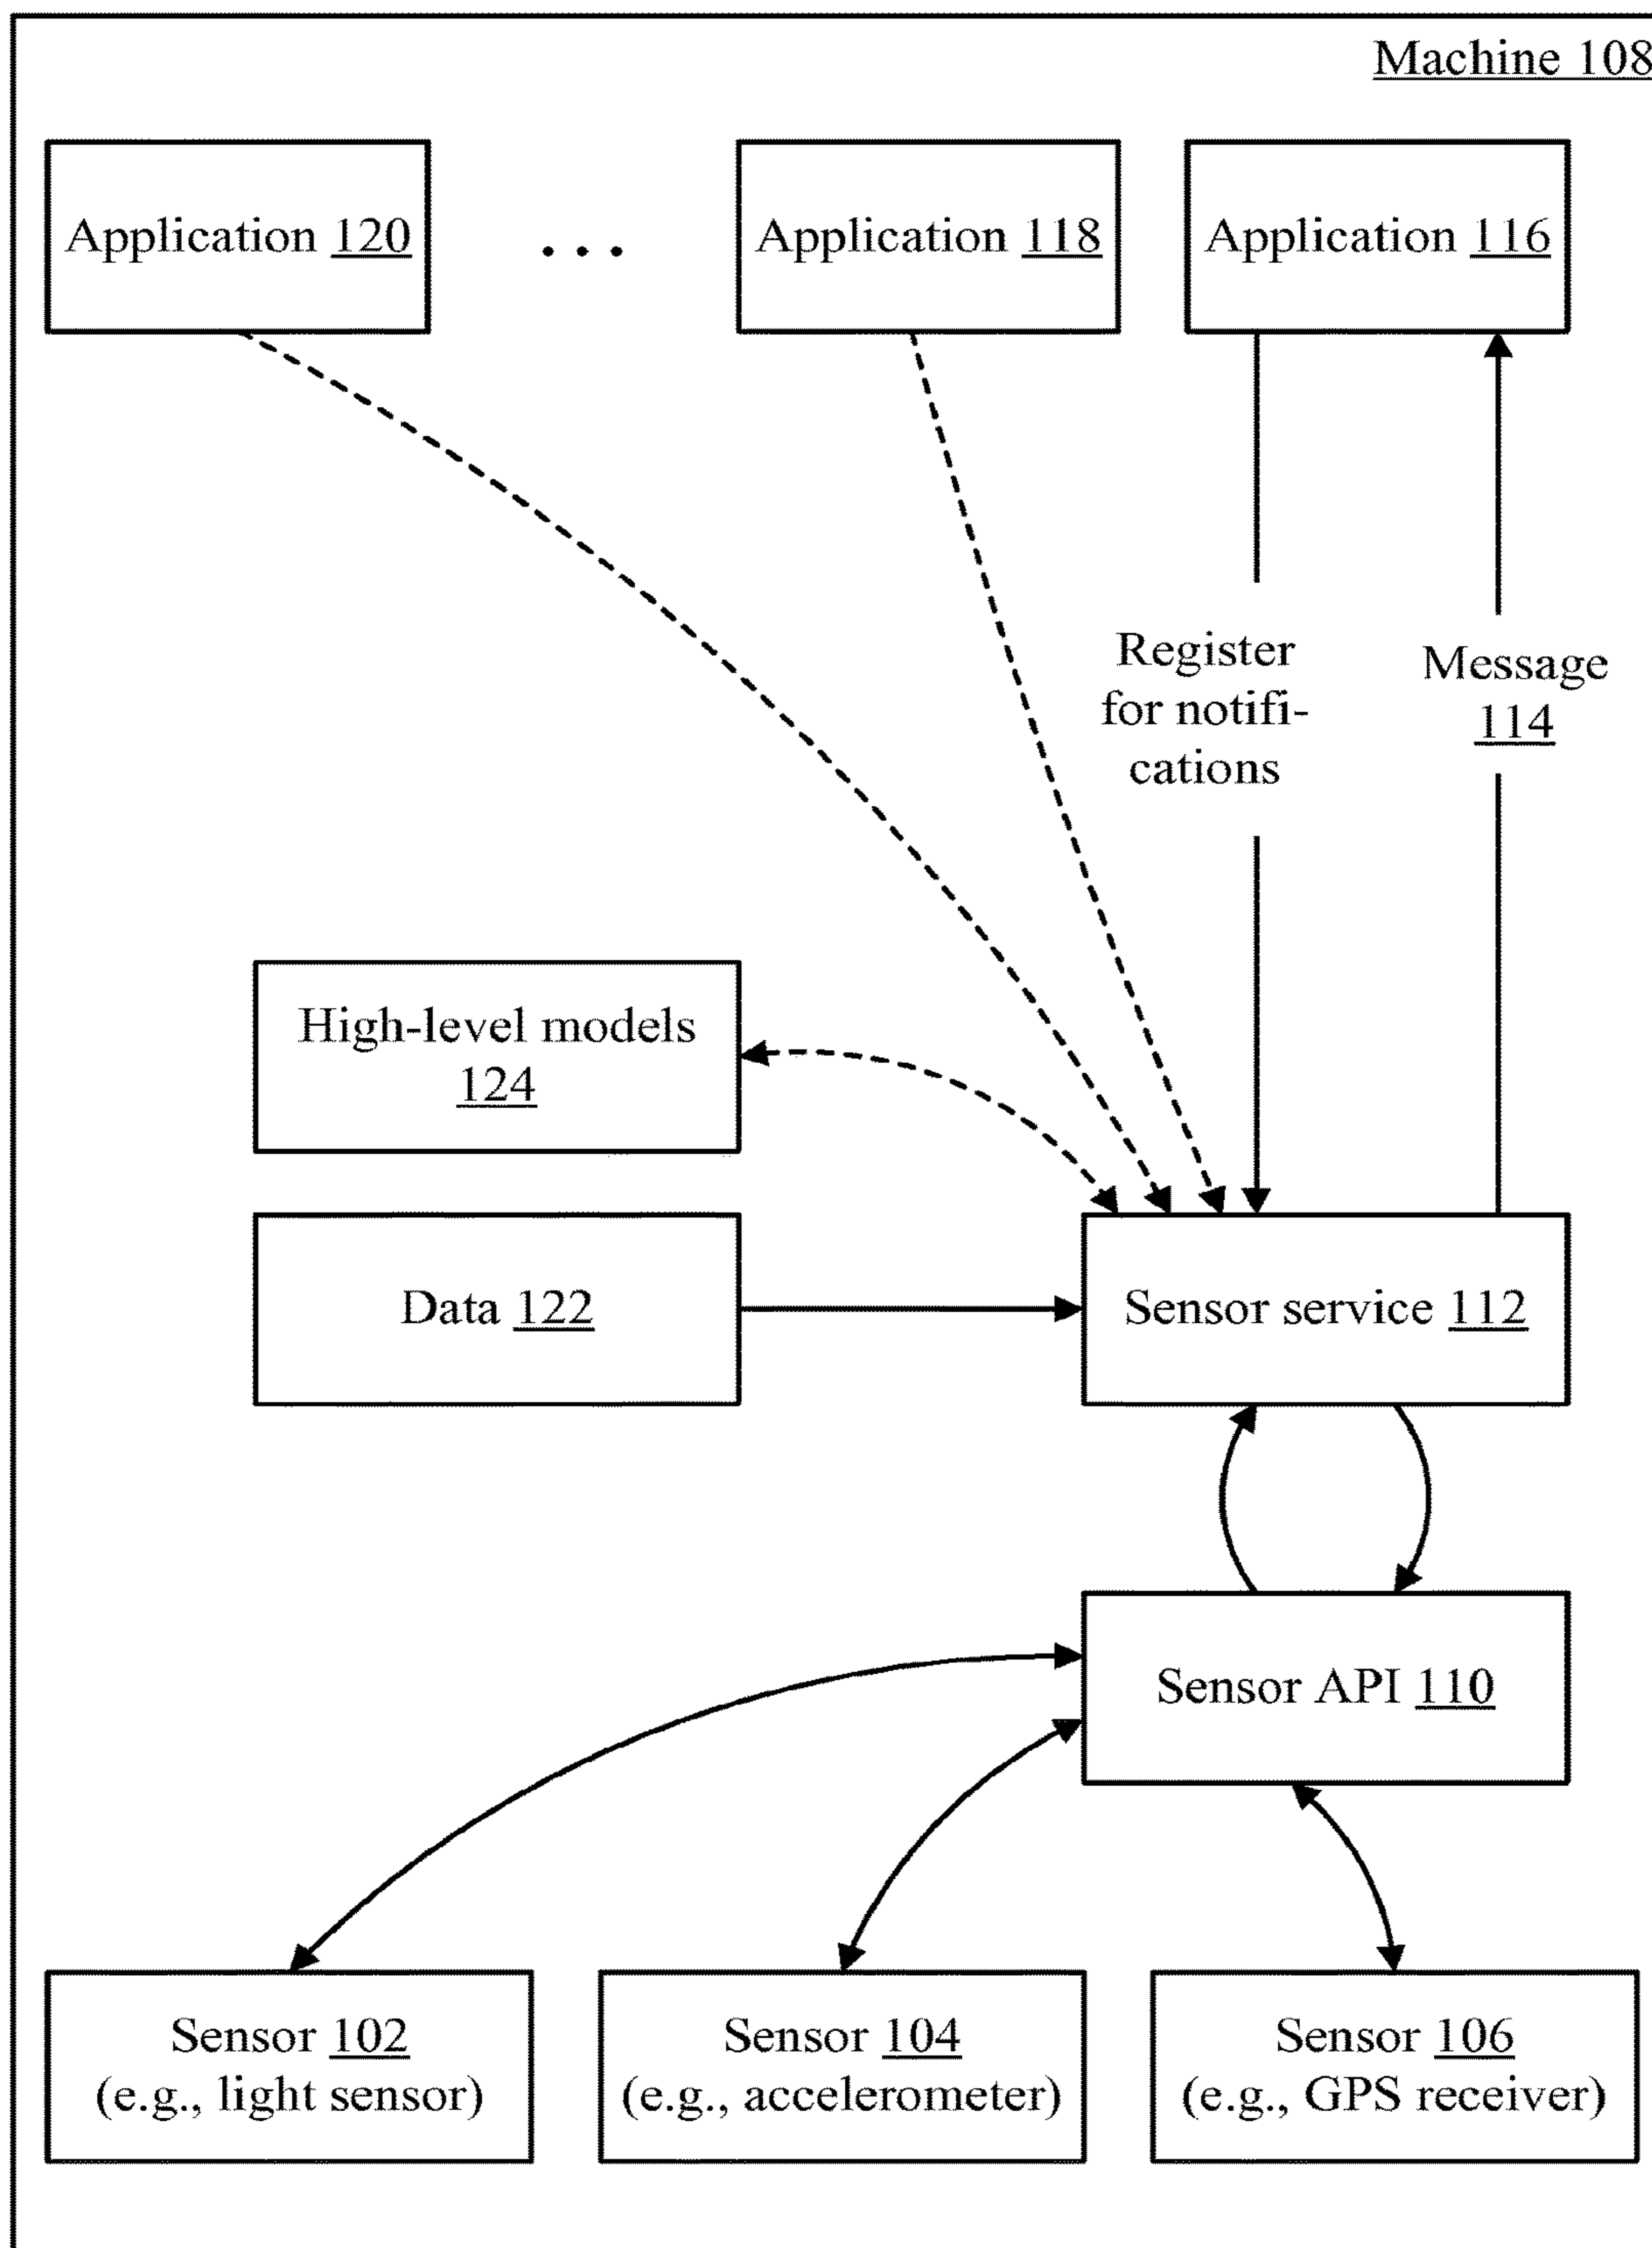 Machine 108
Application 120
. . .
Application 118
Application 116
Register
for notifi-
cations
Message
114
High-level models
124
Data 122
Sensor service 112
Sensor API 110
Sensor 102
(e.g., light sensor)
Sensor 104
(e.g., accelerometer)
Sensor 106
(e.g., GPS receiver)